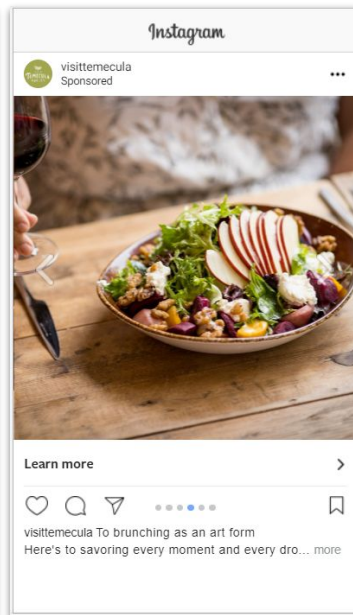 Instagram
visittemecula
Sponsored
Learn more
visittemecula To brunching as an art form
Here's to savoring every moment and every dro... more